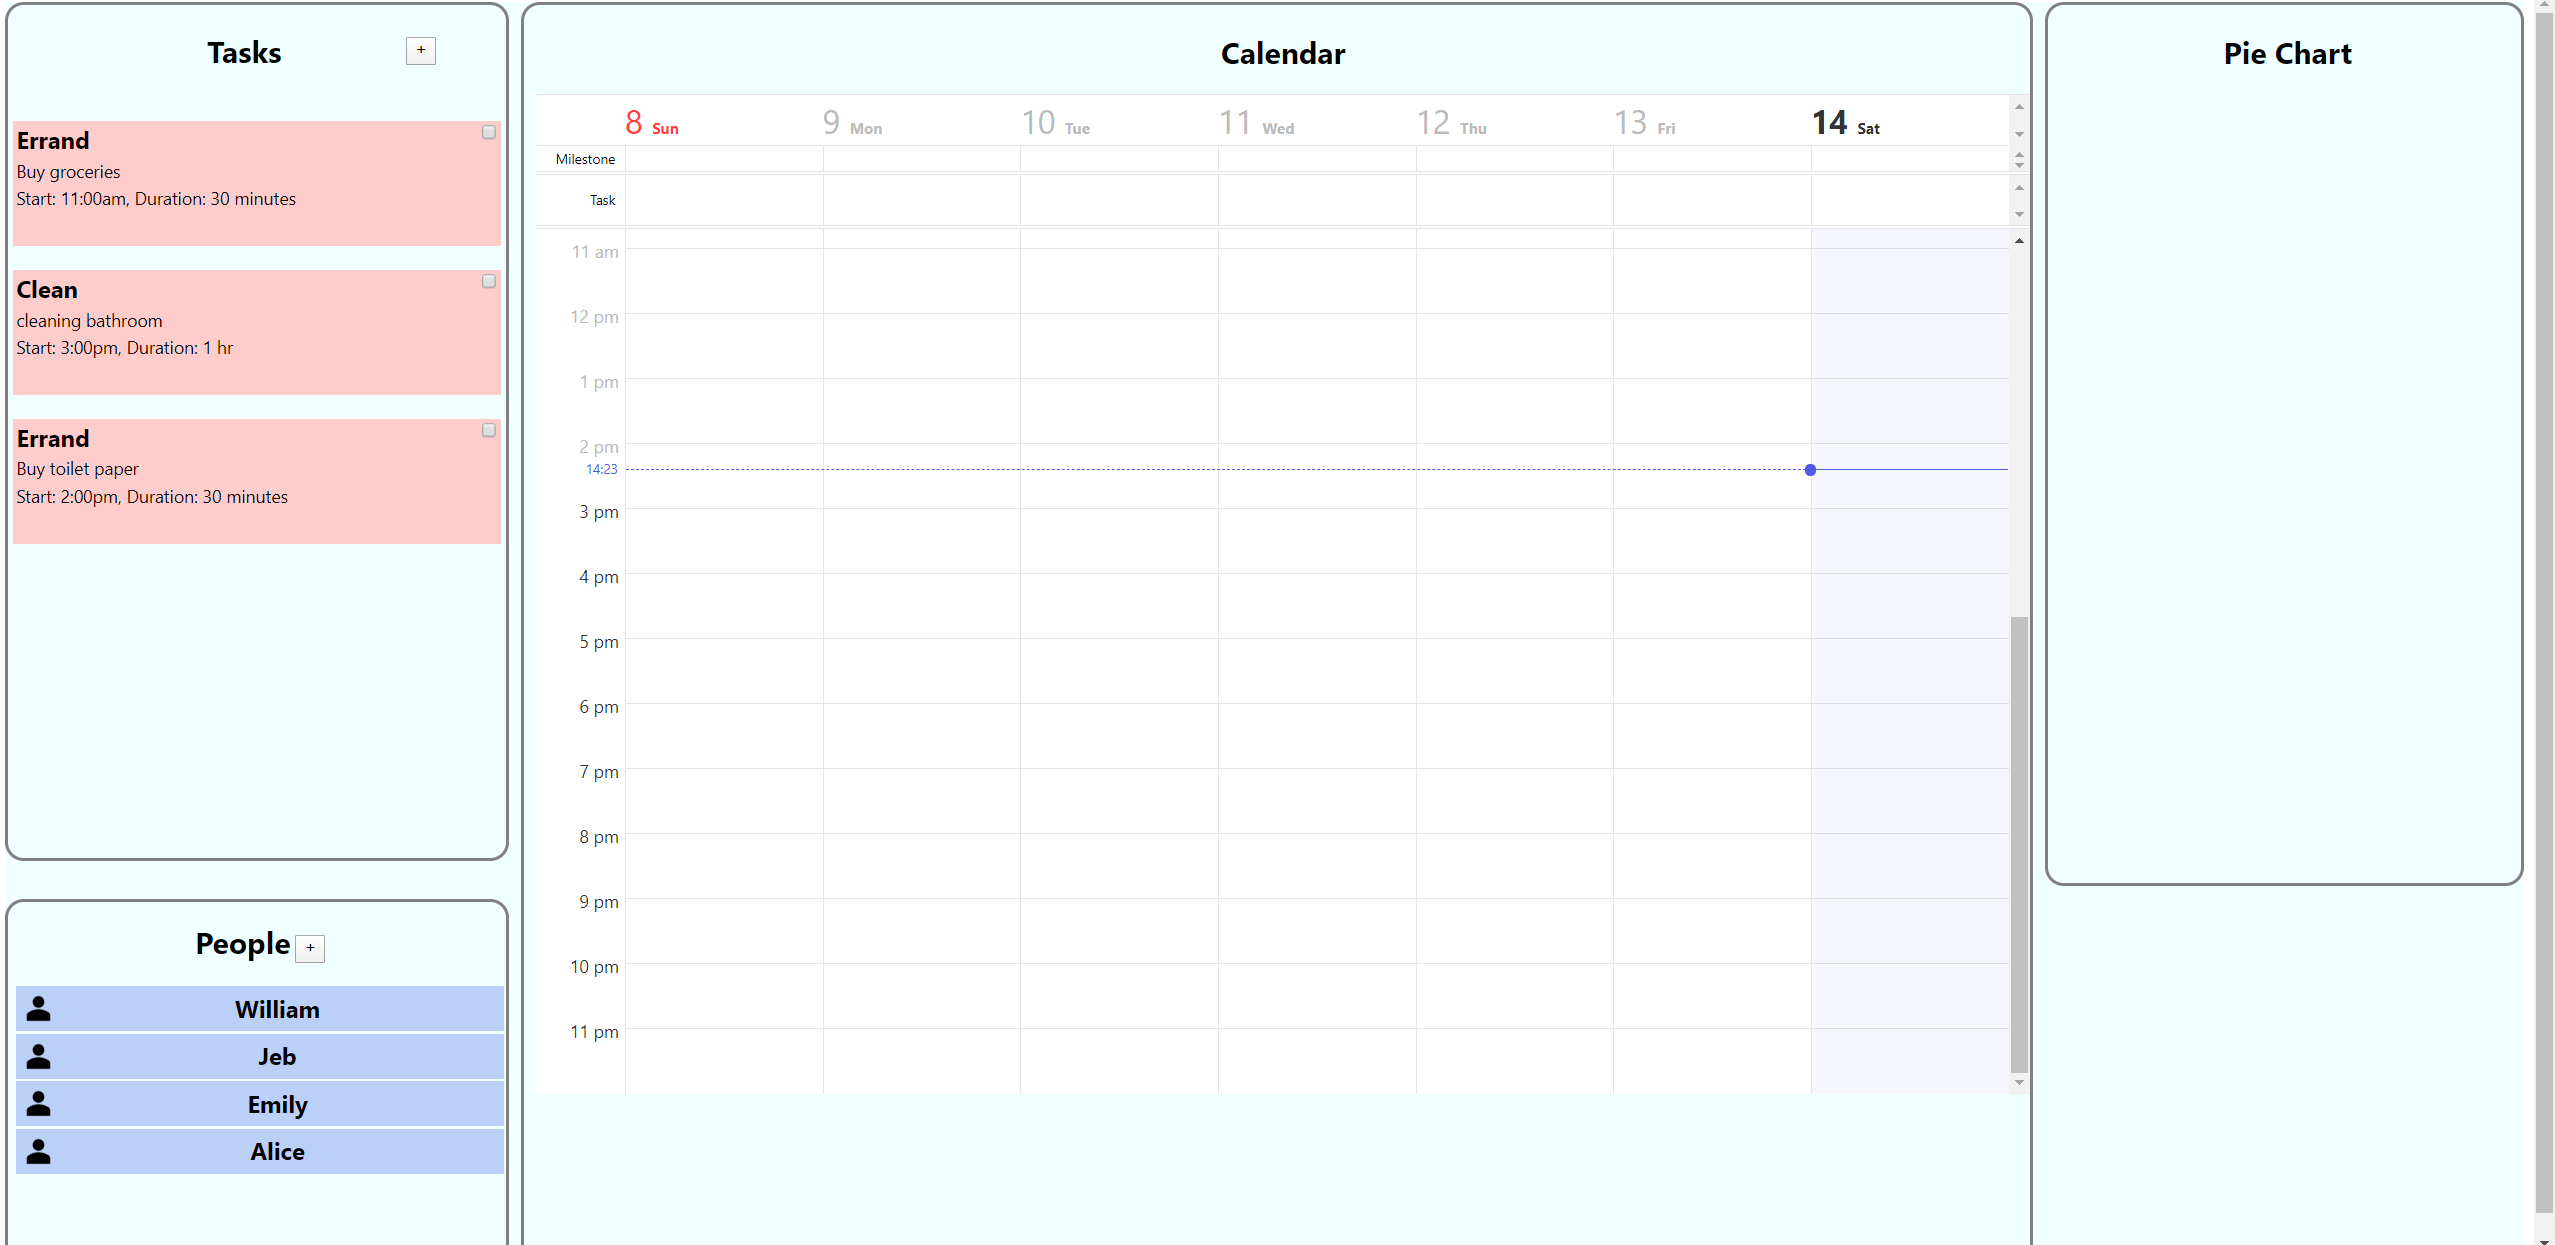 Tasks +
Errand
Buy groceries
Start: 11:00am, Duration: 30 minutes
Clean
cleaning bathroom
Start: 3:00pm, Duration: 1 hr
Errand
Buy toilet paper
Start: 2:00pm, Duration: 30 minutes
People +
William
Jeb
Emily
Alice
Calendar
8 Sun 9 Mon 10 Tue 11 Wed 12 Thu 13 Fri 14 Sat
Milestone
Task
11 am
12 pm
1 pm
2 pm
14:23
3 pm
4 pm
5 pm
6 pm
7 pm
8 pm
9 pm
10 pm
11 pm
Pie Chart